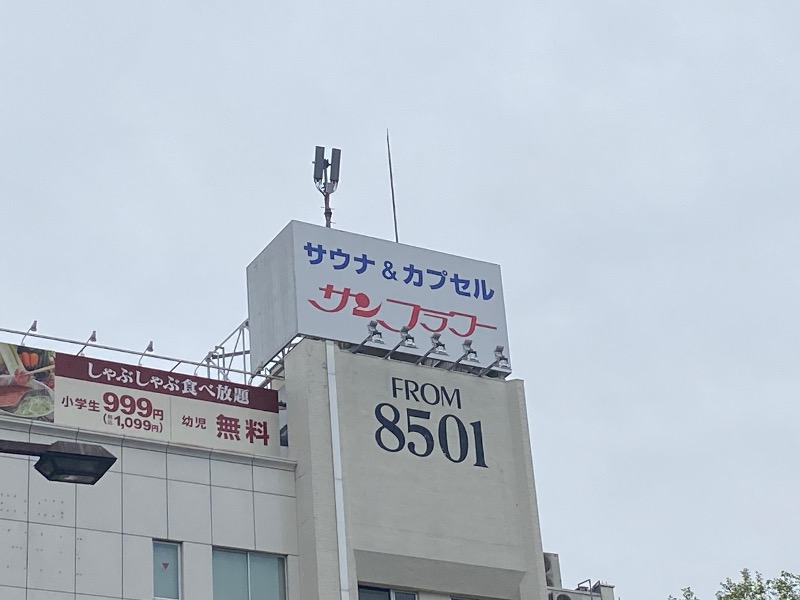 サウナ & カプセル
サンフラワー
FROM
8501
しゃぶしゃぶ食べ放題
小学生 999円
(税込1,099円)
幼児 無料